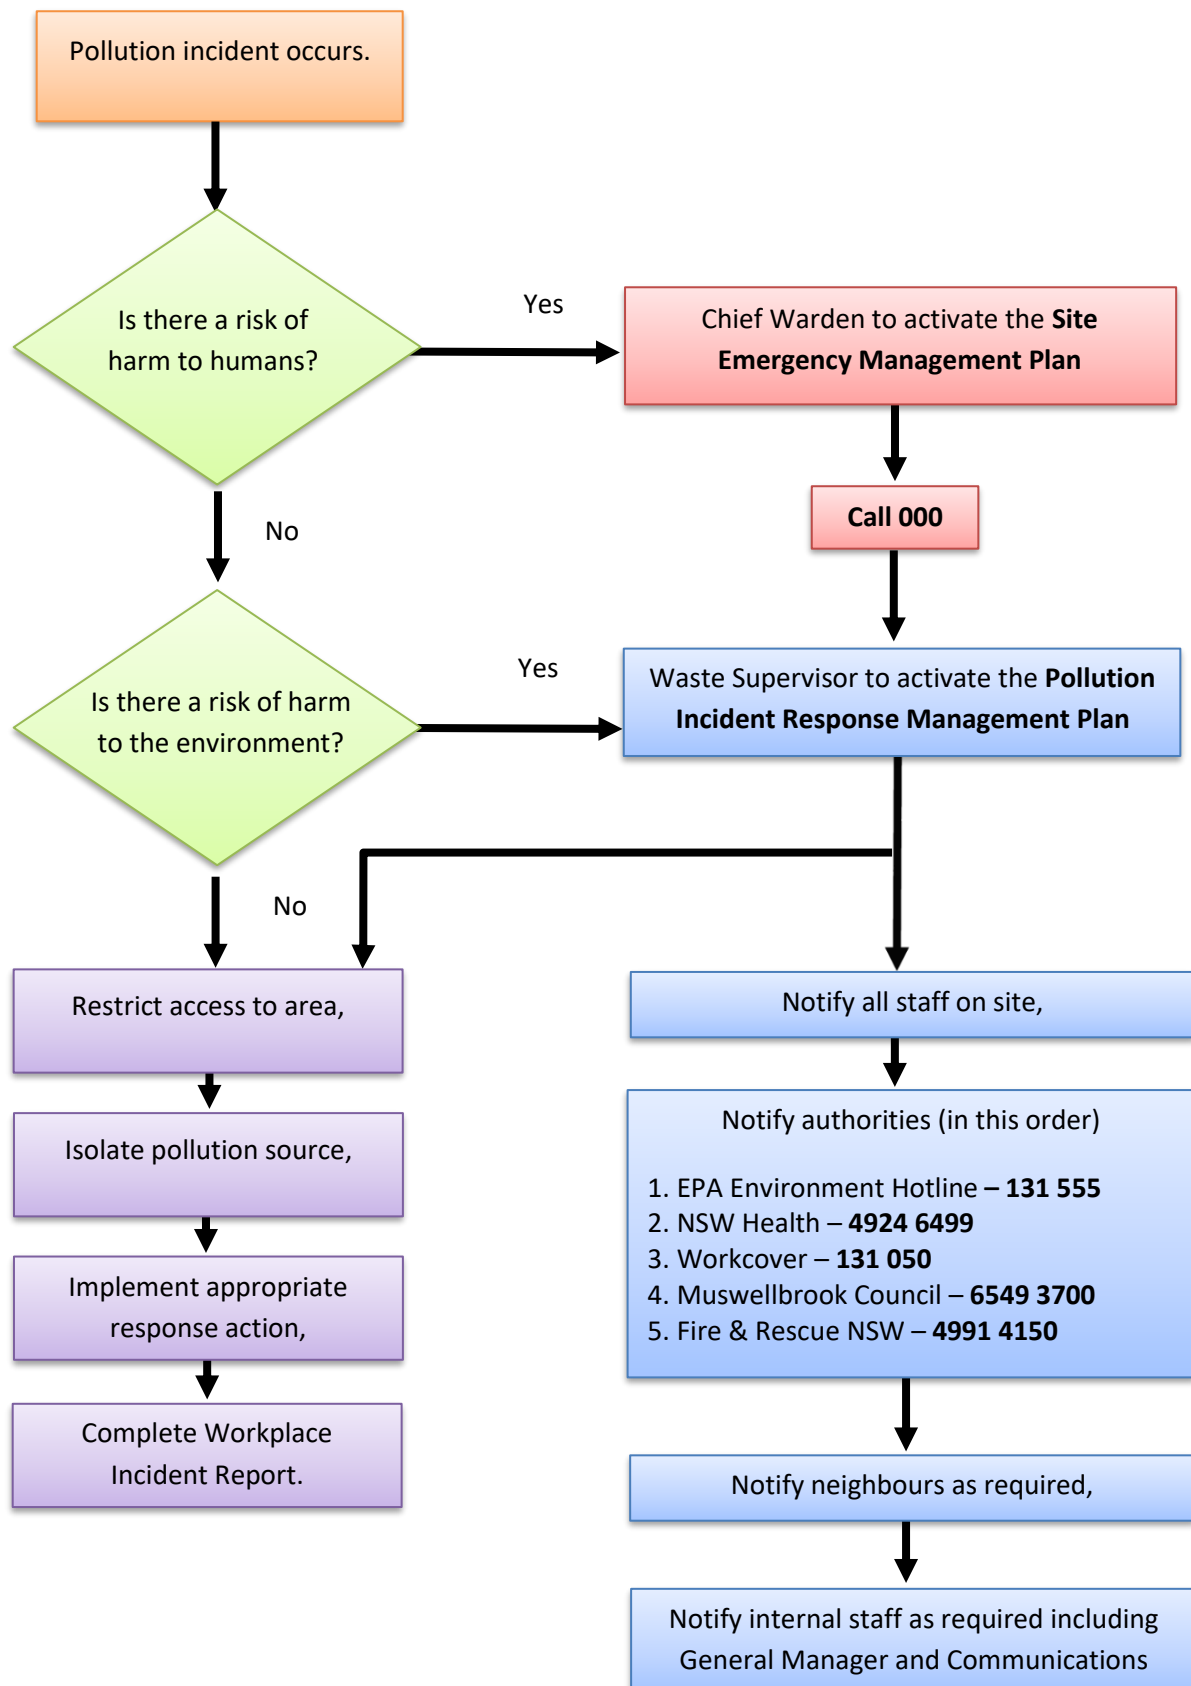 Pollution incident occurs.
Is there a risk of
harm to humans?
Yes
Chief Warden to activate the Site
Emergency Management Plan
Call 000
No
Is there a risk of harm
to the environment?
Yes
Waste Supervisor to activate the Pollution
Incident Response Management Plan
No
Restrict access to area,
Isolate pollution source,
Implement appropriate
response action,
Complete Workplace
Incident Report.
Notify all staff on site,
Notify authorities (in this order)
1. EPA Environment Hotline – 131 555
2. NSW Health – 4924 6499
3. Workcover – 131 050
4. Muswellbrook Council – 6549 3700
5. Fire & Rescue NSW – 4991 4150
Notify neighbours as required,
Notify internal staff as required including
General Manager and Communications